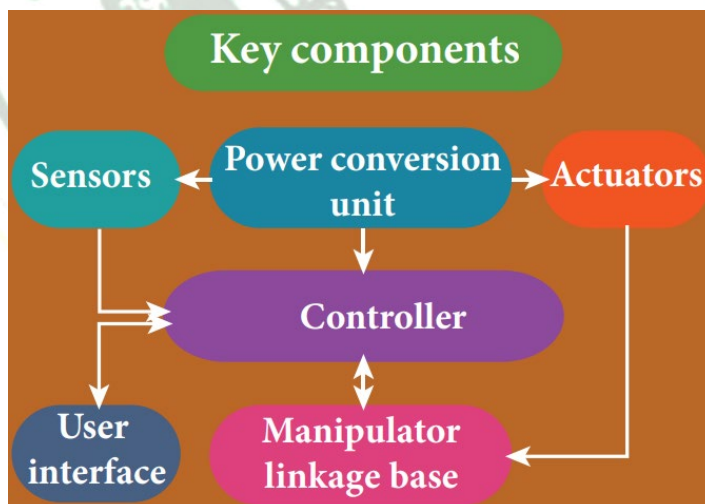 Key components
Sensors
Power conversion
unit
Actuators
Controller
User
interface
Manipulator
linkage base